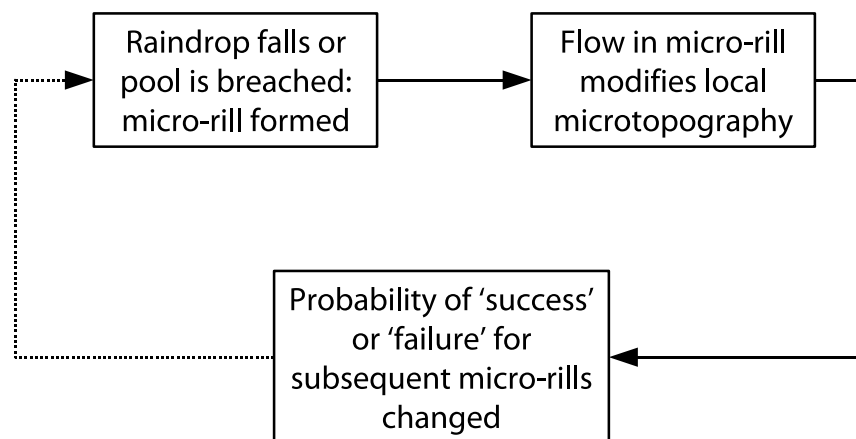 Raindrop falls or
pool is breached:
micro-rill formed
Flow in micro-rill
modifies local
microtopography
Probability of ‘success’
or ‘failure’ for
subsequent micro-rills
changed